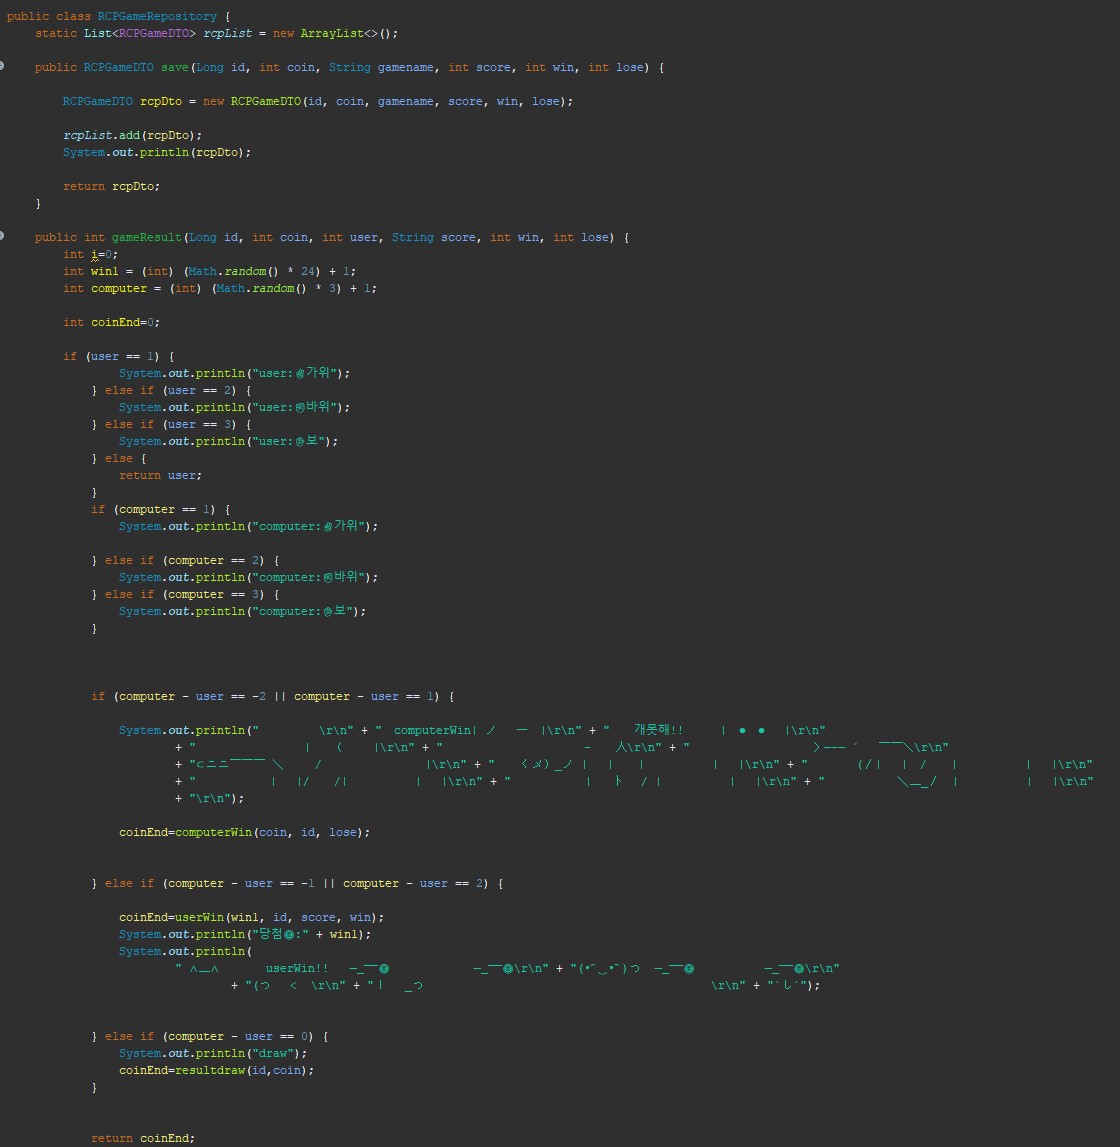 public class RCPGameRepository {
static List<RCPGameDTO> rcpList = new ArrayList<>();
public RCPGameDTO save(Long id, int coin, String gamename, int score, int win, int lose) {
RCPGameDTO rcpDto = new RCPGameDTO(id, coin, gamename, score, win, lose);
rcpList.add(rcpDto);
System.out.println(rcpDto);
return rcpDto;
}
public int gameResult(Long id, int coin, int user, String score, int win, int lose) {
int i=0;
int win1 = (int) (Math.random() * 24) + 1;
int computer = (int) (Math.random() * 3) + 1;
int coinEnd=0;
if (user == 1) {
System.out.println("user:✌가위");
} else if (user == 2) {
System.out.println("user:✊바위");
} else if (user == 3) {
System.out.println("user:✋보");
} else {
return user;
}
if (computer == 1) {
System.out.println("computer:✌가위");
} else if (computer == 2) {
System.out.println("computer:✊바위");
} else if (computer == 3) {
System.out.println("computer:✋보");
}
if (computer - user == -2 || computer - user == 1) {
System.out.println("          \r\n" + "  computerWin| ノ   一  |\r\n" + "    개못해!!      |  ●  ●   |\r\n"
+ "                  |    (     |\r\n" + "                        -    人\r\n" + "                     >---´   ￣￣＼\r\n"
+ "⊂ニニ￣￣￣ ＼     /                  |\r\n" + "    くメ) _ノ |    |    |            |   |\r\n" + "        (/ |   |  /    |            |   |\r\n"
+ "             |   |/    /|            |   |\r\n" + "             |    ト   / |            |   |\r\n" + "             ＼ー_/  |            |   |\r\n"
+ "\r\n");
coinEnd=computerWin(coin, id, lose);
} else if (computer - user == -1 || computer - user == 2) {
coinEnd=userWin(win1, id, score, win);
System.out.println("당첨:" + win1);
System.out.println(
" ∧＿∧        userWin!!   —_￣￣              —_￣￣\r\n" + "(•͈ᴗ•͈)っ  —_￣￣            —_￣￣\r\n"
+ "(つ   <  \r\n" + "|   _つ                                                \r\n" + "`し´");
} else if (computer - user == 0) {
System.out.println("draw");
coinEnd=resultdraw(id,coin);
}
return coinEnd;